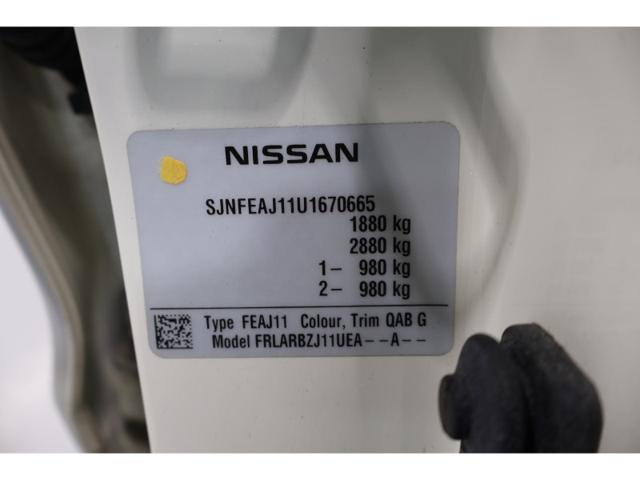 NISSAN
SJNFEAJ11U1670665
1880 kg
2880 kg
1– 980 kg
2– 980 kg
Type FEAJ11 Colour, Trim QAB G
Model FRLARBZJ11UEA--A--